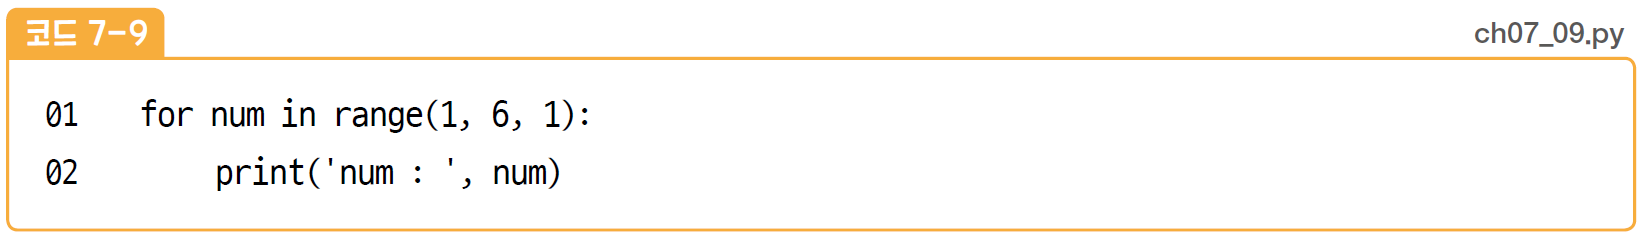 코드 7-9
ch07_09.py
01 for num in range(1, 6, 1):
02 print('num : ', num)